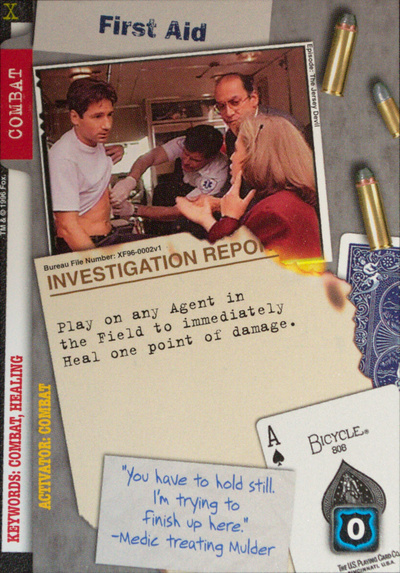 X
First Aid
COMBAT
TM & © 1996 Fox.
Episode: The Jersey Devil
Bureau File Number: XF96-0002v1
INVESTIGATION REPO
Play on any Agent in
the Field to immediately
Heal one point of damage.
KEYWORDS: COMBAT, HEALING
ACTIVATOR: COMBAT
"You have to hold still.
I'm trying to
finish up here."
-Medic treating Mulder
A
BICYCLE®
808
0
THE U.S. PLAYING CARD CO.
CINCINNATI, U.S.A.